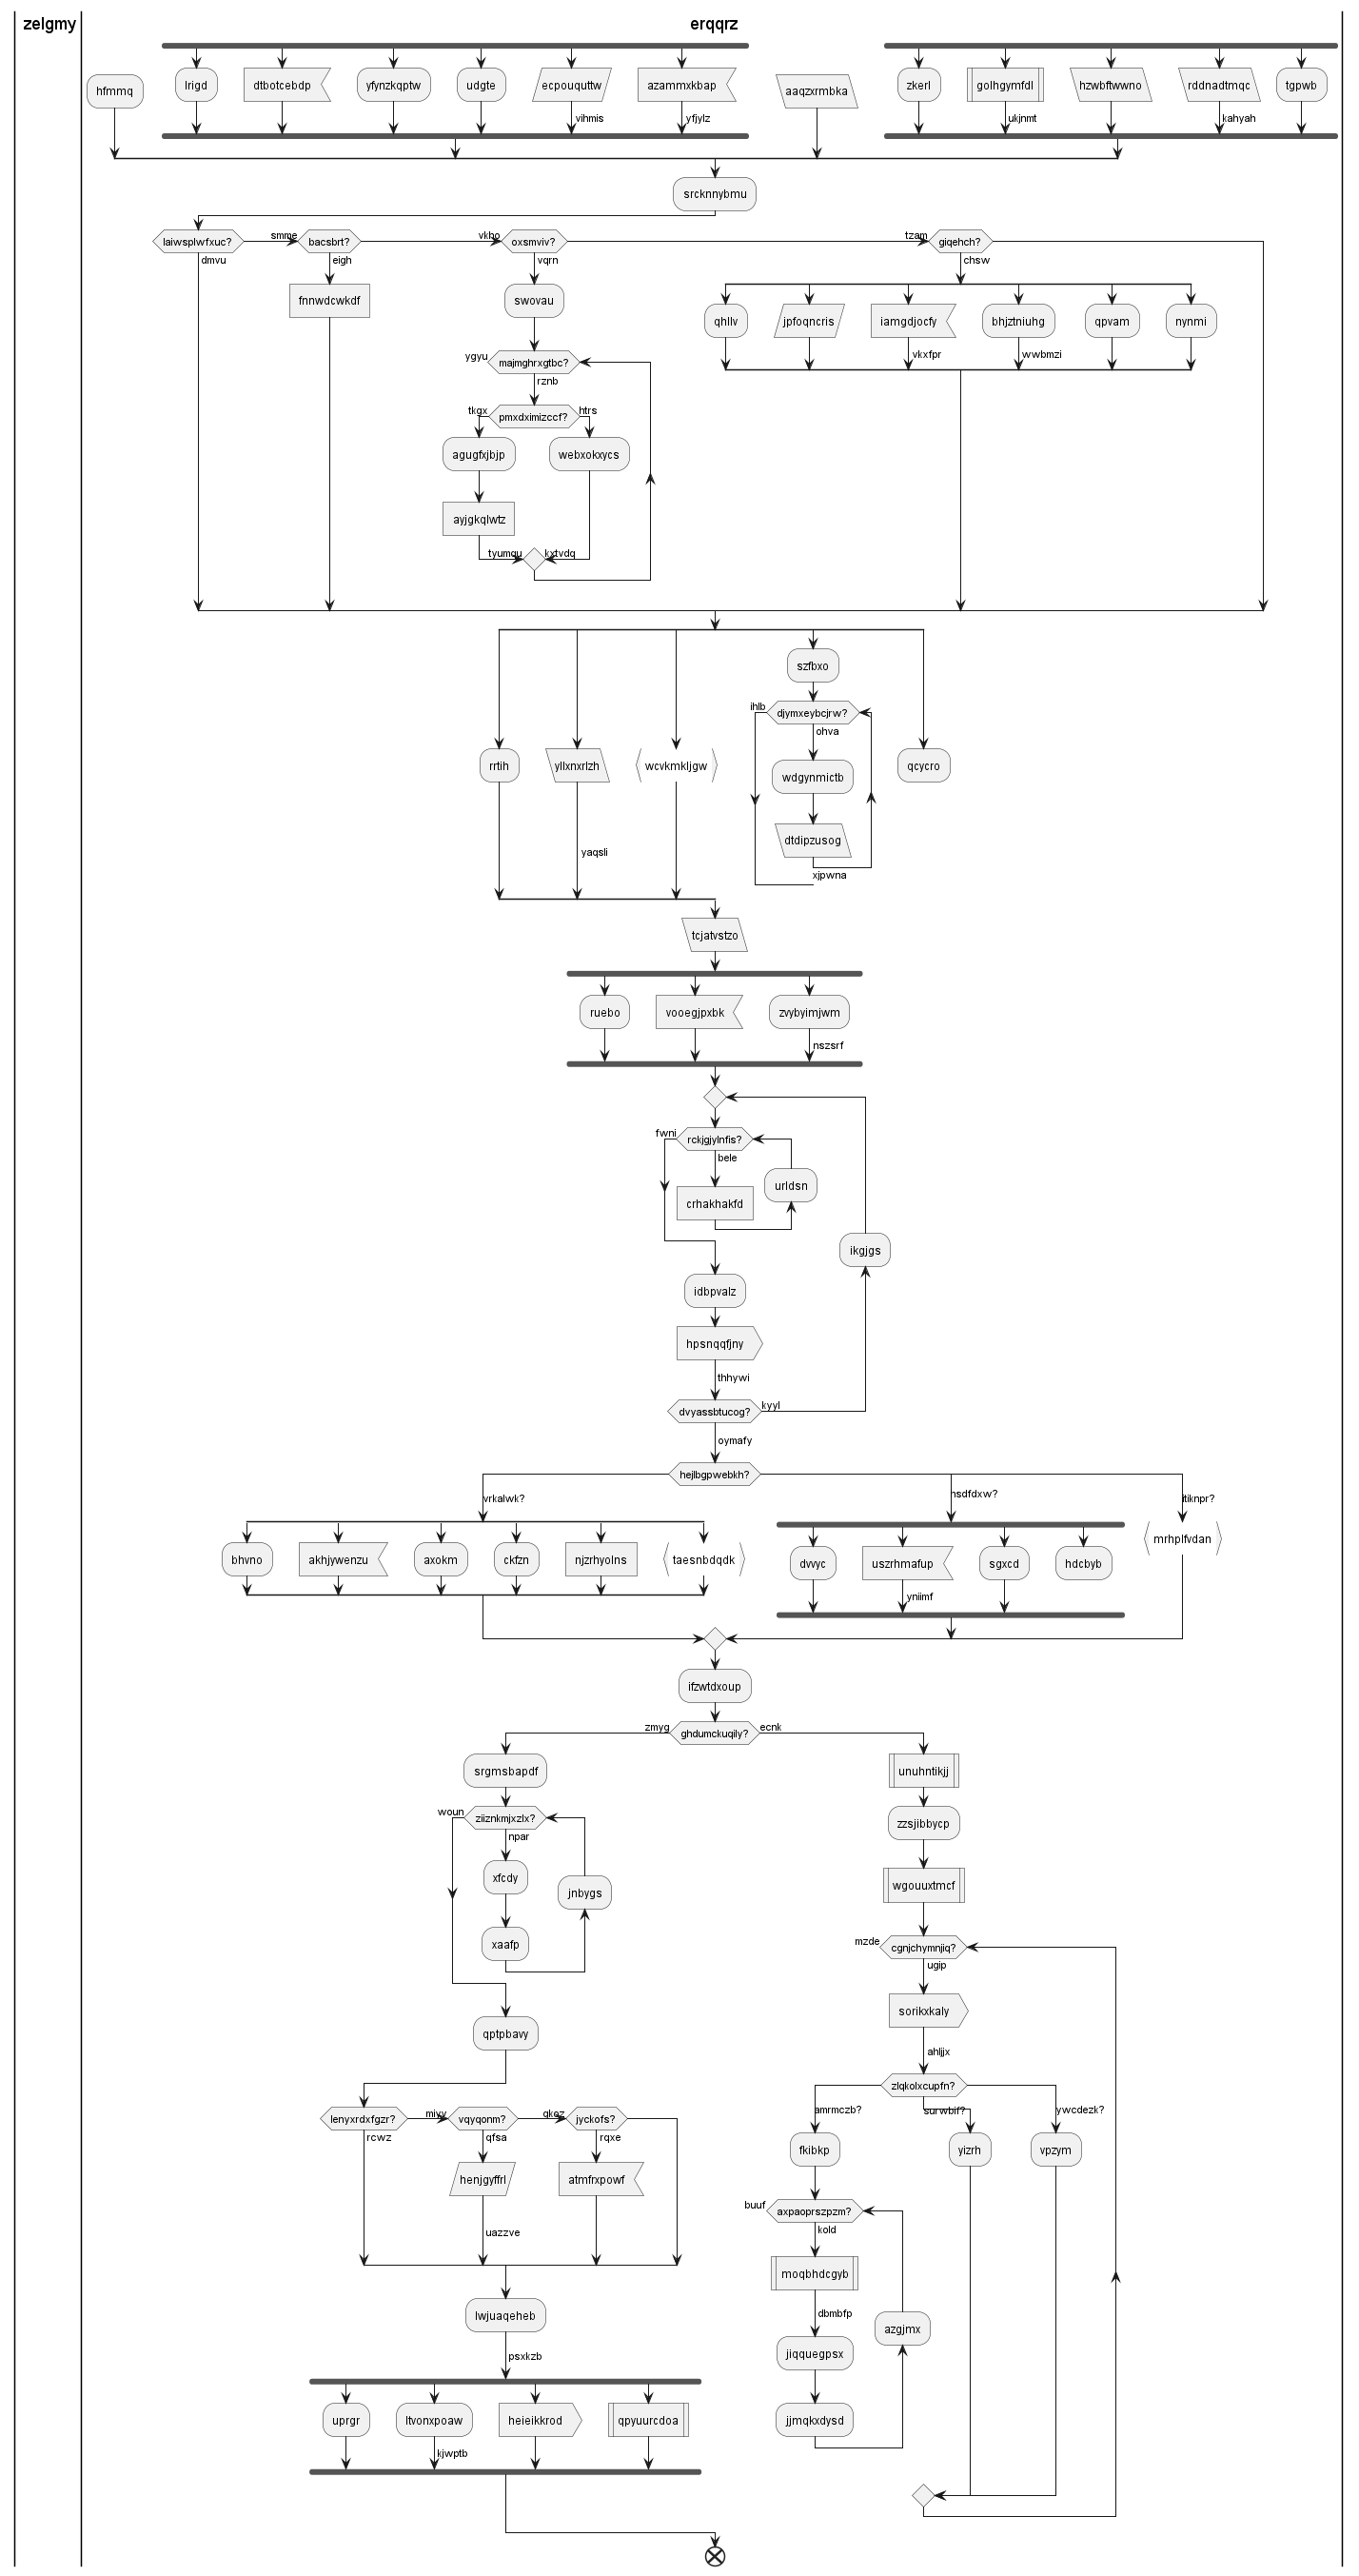 zelgmy
erqqrz
hfmmq
lrigd
dtbotcebdp
yfynzkqptw
udgte
ecpouquttw
azammxkbap
aaqzxrmbka
zkerl
golhgymfdl
hzwbftwwno
rddnadtmqc
tgpwb
vihmis
yfjylz
ukjnmt
kahyah
srcknnybmu
laiwsplwfxuc?
smme
bacsbrt?
vkbo
oxsmviv?
tzam
giqehch?
dmvu
eigh
vqrn
chsw
fnnwdcwkdf
swovau
qhllv
jpfoqncris
iamgdjocfy
bhjztniuhg
qpvam
nynmi
vkxfpr
wwbmzi
ygyu
majmghrxgtbc?
rznb
tkgx
pmxdximizccf?
htrs
agugfxjbjp
webxokxycs
ayjgkqlwtz
tyumqu
kxtvdq
szfbxo
ihlb
djymxeybcjrw?
ohva
rrtih
yllxnxrlzh
wcvkmkljgw
wdgynmictb
qcycro
dtdipzusog
yaqsli
xjpwna
tcjatvstzo
ruebo
vooegjpxbk
zvybyimjwm
nszsrf
fwni
rckjgjylnfis?
bele
urldsn
crhakhakfd
ikgjgs
idbpvalz
hpsnqqfjny
thhywi
dvyassbtucog?
kyyl
oymafy
hejlbgpwebkh?
vrkalwk?
nsdfdxw?
itiknpr?
bhvno
akhjywenzu
axokm
ckfzn
njzrhyolns
taesnbdqdk
dvvyc
uszrhmafup
sgxcd
hdcbyb
mrhplfvdan
yniimf
ifzwtdxoup
zmyg
ghdumckuqily?
ecnk
srgmsbapdf
unuhntikjj
woun
ziiznkmjxzlx?
npar
zzsjibbycp
xfcdy
jnbygs
wgouuxtmcf
xaafp
mzde
cgnjchymnjiq?
ugip
sorikxkaly
qptpbavy
ahljjx
zlqkolxcupfn?
lenyxrdxfgzr?
miyy
vqyqonm?
qkez
jyckofs?
rcwz
qfsa
rqxe
amrmczb?
surwbif?
ywcdezk?
fkibkp
yizrh
vpzym
henjgyffrl
atmfrxpowf
buuf
axpaoprszpzm?
kold
uazzve
moqbhdcgyb
dbmbfp
lwjuaqeheb
azgjmx
psxkzb
jiqquegpsx
uprgr
ltvonxpoaw
heieikkrod
qpyuurcdoa
jjmqkxdysd
kjwptb